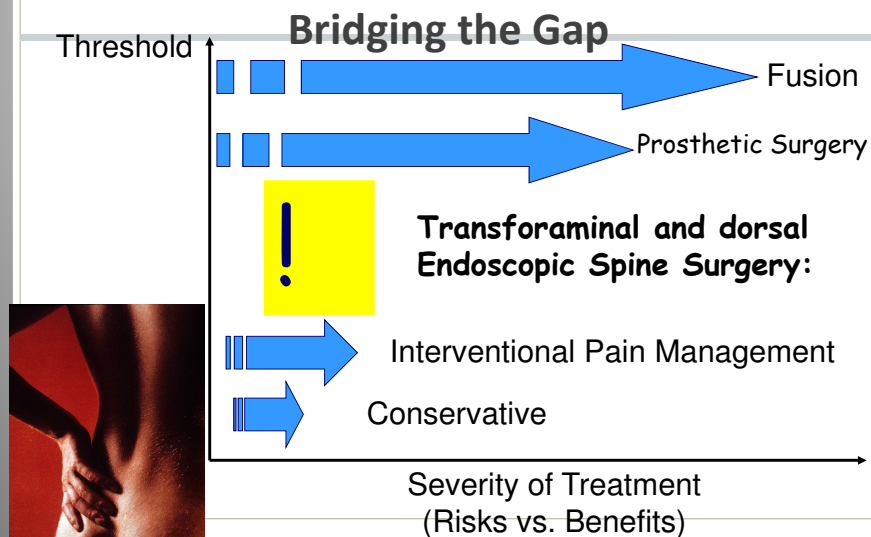 Bridging the Gap
Threshold
Fusion
Prosthetic Surgery
!
Transforaminal and dorsal
Endoscopic Spine Surgery:
Interventional Pain Management
Conservative
Severity of Treatment
(Risks vs. Benefits)